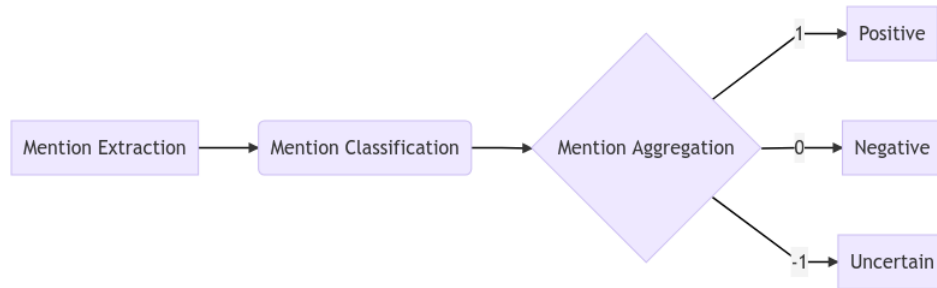 Mention Extraction
Mention Classification
Mention Aggregation
1
Positive
0
Negative
-1
Uncertain